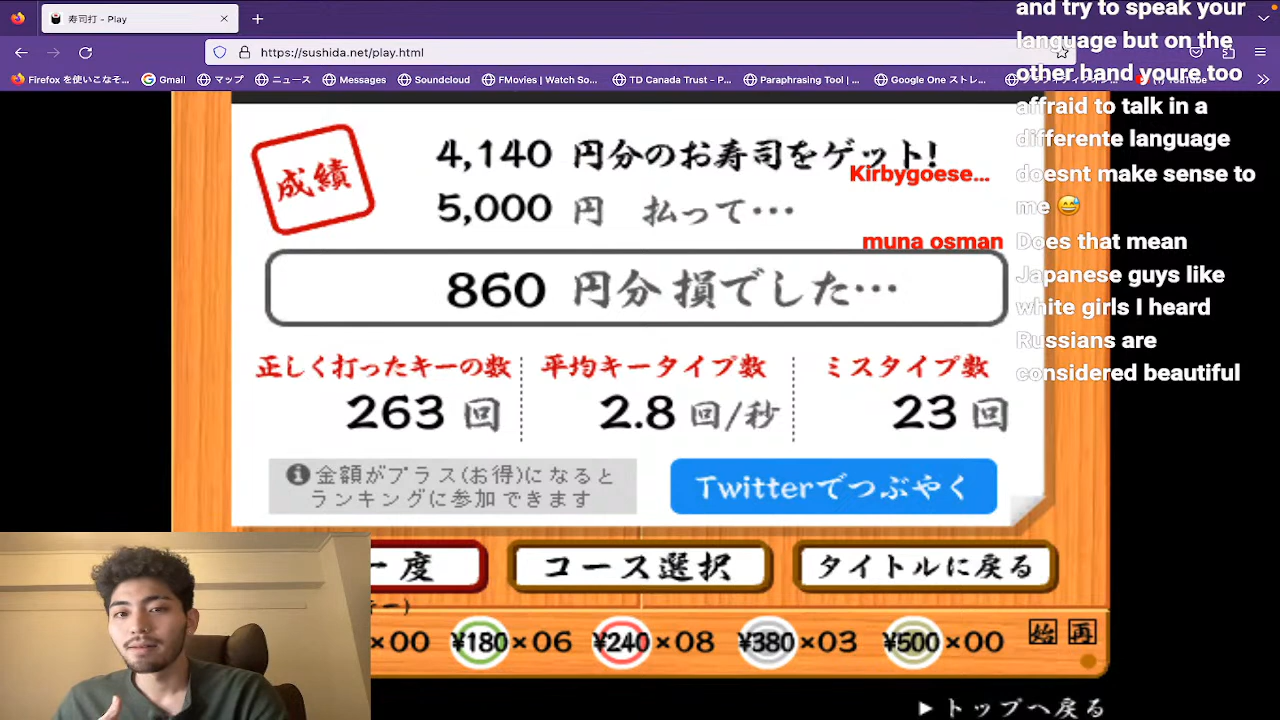 寿司打 - Play
https://sushida.net/play.html
Firefox を使いこなそ...
Gmail
マップ
ニュース
Messages
Soundcloud
FMovies | Watch So...
TD Canada Trust - P...
Paraphrasing Tool | ...
Google One ストレ...
成績
4,140 円分のお寿司をゲット!
5,000 円 払って…
860 円分 損でした…
正しく打ったキーの数
263 回
平均キータイプ数
2.8 回/秒
ミスタイプ数
23 回
金額がプラス(お得)になると
ランキングに参加できます
Twitterでつぶやく
一度
コース選択
タイトルに戻る
×00
¥180×06
¥240×08
¥380×03
¥500×00
始
再
▶トップへ戻る
and try to speak your
language but on the
other hand youre too
affraid to talk in a
differente language
Kirbygoese...
doesnt make sense to
me 😅
muna osman
Does that mean
Japanese guys like
white girls I heard
Russians are
considered beautiful